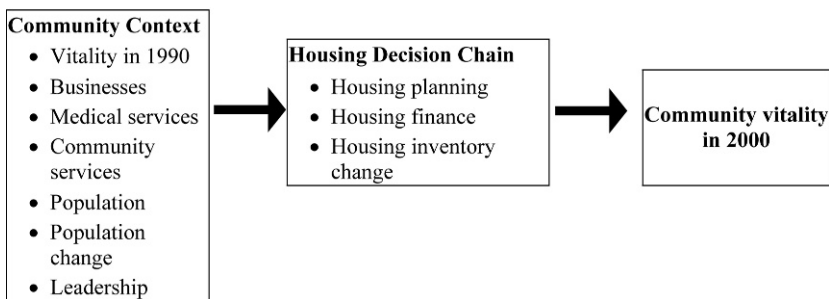 Community Context
• Vitality in 1990
• Businesses
• Medical services
• Community
services
• Population
• Population
change
• Leadership
Housing Decision Chain
• Housing planning
• Housing finance
• Housing inventory
change
Community vitality
in 2000